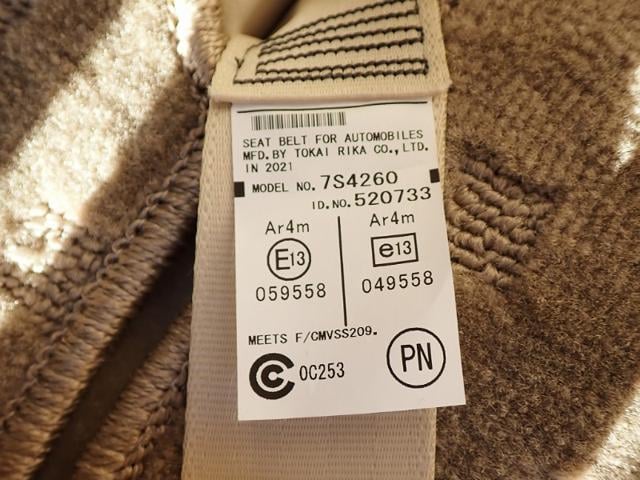 SEAT BELT FOR AUTOMOBILES
MFD.BY TOKAI RIKA CO.,LTD.
IN 2021
MODEL NO.7S4260
ID.NO.520733
Ar4m
E13
059558
Ar4m
e13
049558
MEETS F/CMVSS209.
C 0C253
PN